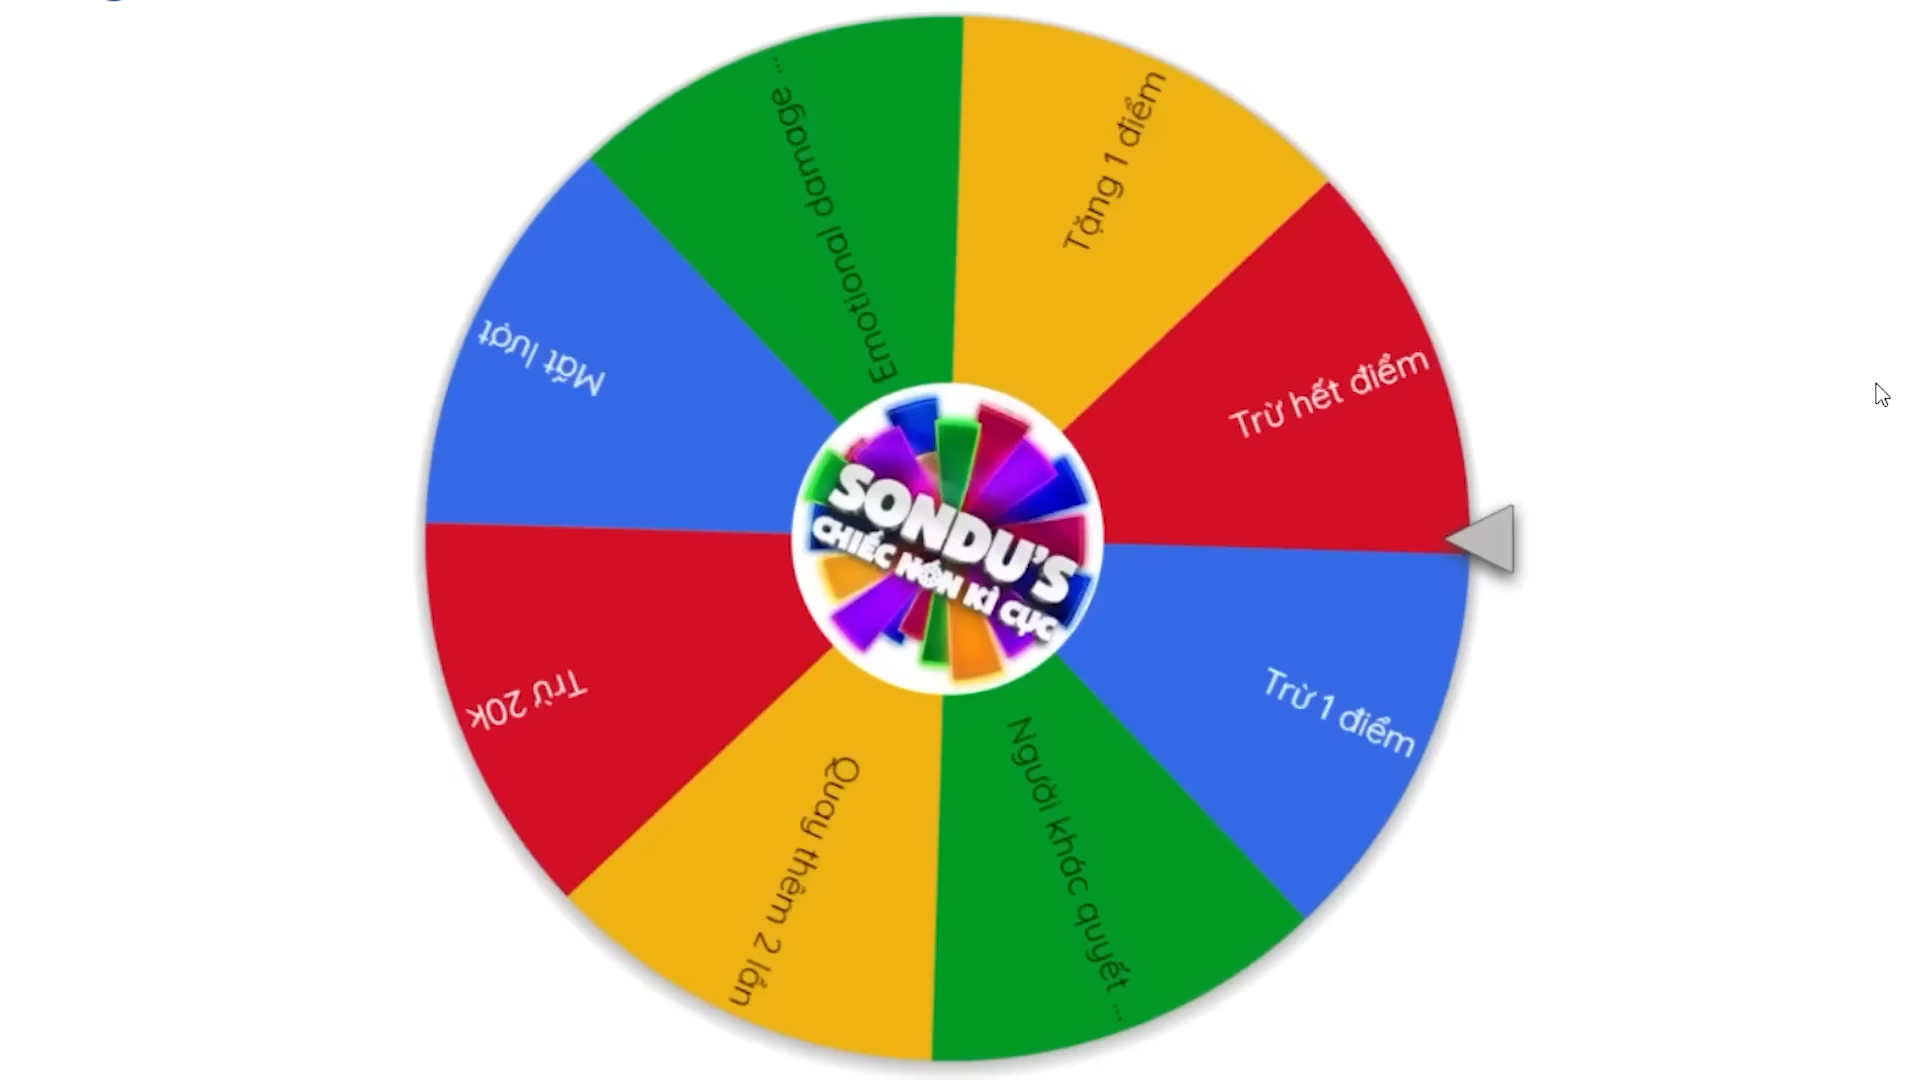 Emotional damage ...
Tặng 1 điểm
Trừ hết điểm
Mất lượt
SONDU'S
CHIẾC NÓN KÌ CỰC
Trừ 20k
Trừ 1 điểm
Quay thêm 2 lần
Người khác quyết ...